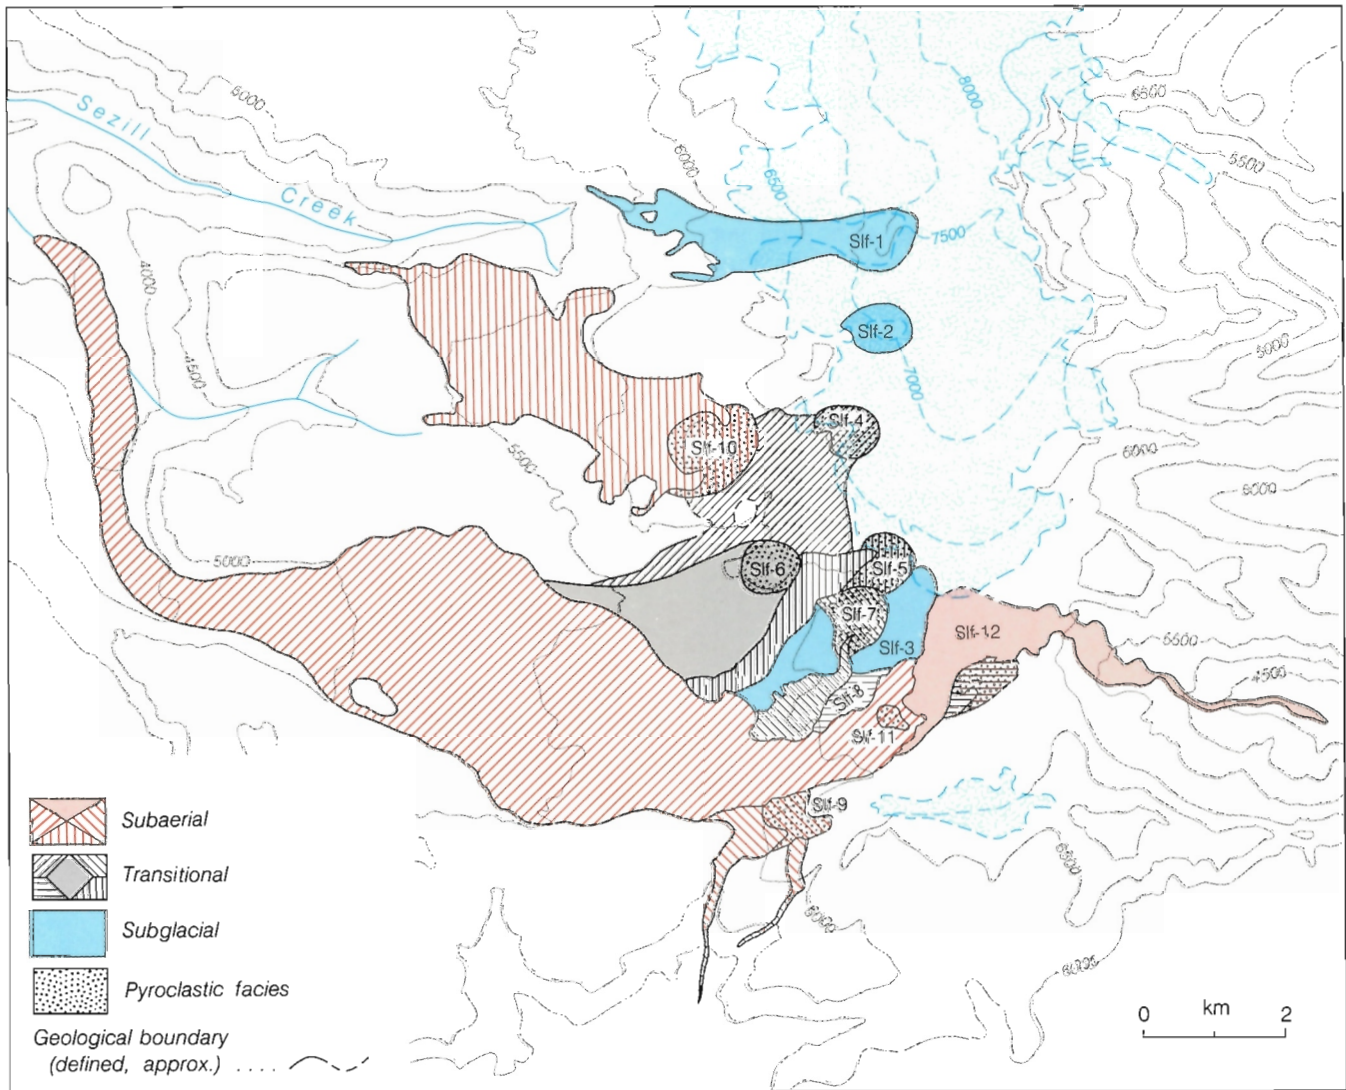 6000
6500
8000
Sezill
5500
6000
6500
Creek
Slf-1
7500
4000
Slf-2
5000
4500
7000
Slf-4
Slf-10
6000
5500
6000
5000
Slf-6
Slf-5
Slf-7
Slf-12
Slf-3
5500
4500
Slf-8
Slf-11
Slf-9
Subaerial
Transitional
6500
Subglacial
6000
Pyroclastic facies
km
0 2
Geological boundary
(defined, approx.) ....